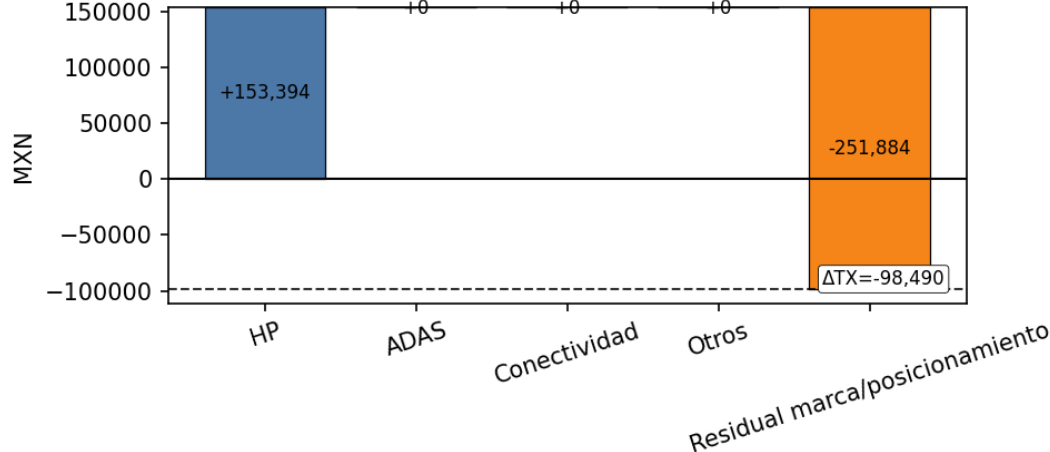 150000
100000
50000
0
−50000
−100000
MXN
+153,394
+0
+0
+0
-251,884
ΔTX=-98,490
HP
ADAS
Conectividad
Otros
Residual marca/posicionamiento